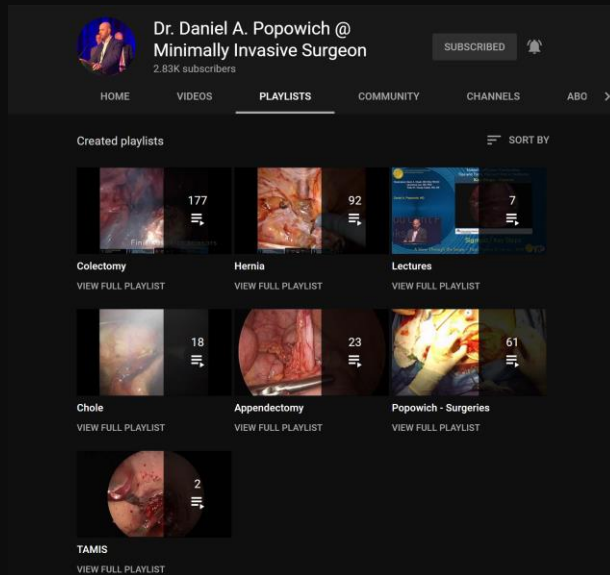 Dr. Daniel A. Popowich @
Minimally Invasive Surgeon
2.83K subscribers
SUBSCRIBED
HOME VIDEOS PLAYLISTS COMMUNITY CHANNELS ABO
Created playlists
SORT BY
177
92
7
Colectomy Hernia Lectures
VIEW FULL PLAYLIST VIEW FULL PLAYLIST VIEW FULL PLAYLIST
18
23
61
Chole Appendectomy Popowich - Surgeries
VIEW FULL PLAYLIST VIEW FULL PLAYLIST VIEW FULL PLAYLIST
2
TAMIS
VIEW FULL PLAYLIST